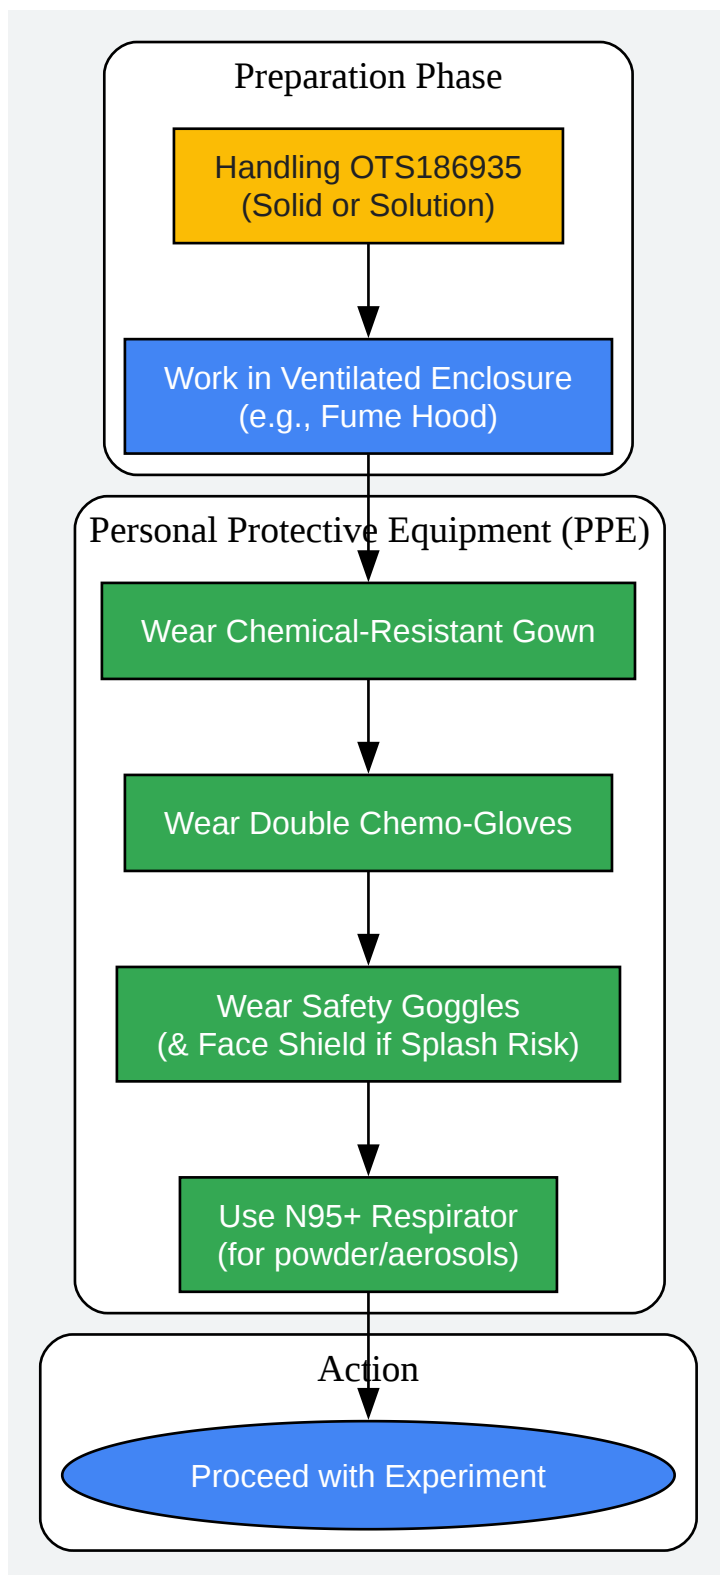 Preparation Phase
Handling OTS186935
(Solid or Solution)
Work in Ventilated Enclosure
(e.g., Fume Hood)
Personal Protective Equipment (PPE)
Wear Chemical-Resistant Gown
Wear Double Chemo-Gloves
Wear Safety Goggles
(& Face Shield if Splash Risk)
Use N95+ Respirator
(for powder/aerosols)
Action
Proceed with Experiment